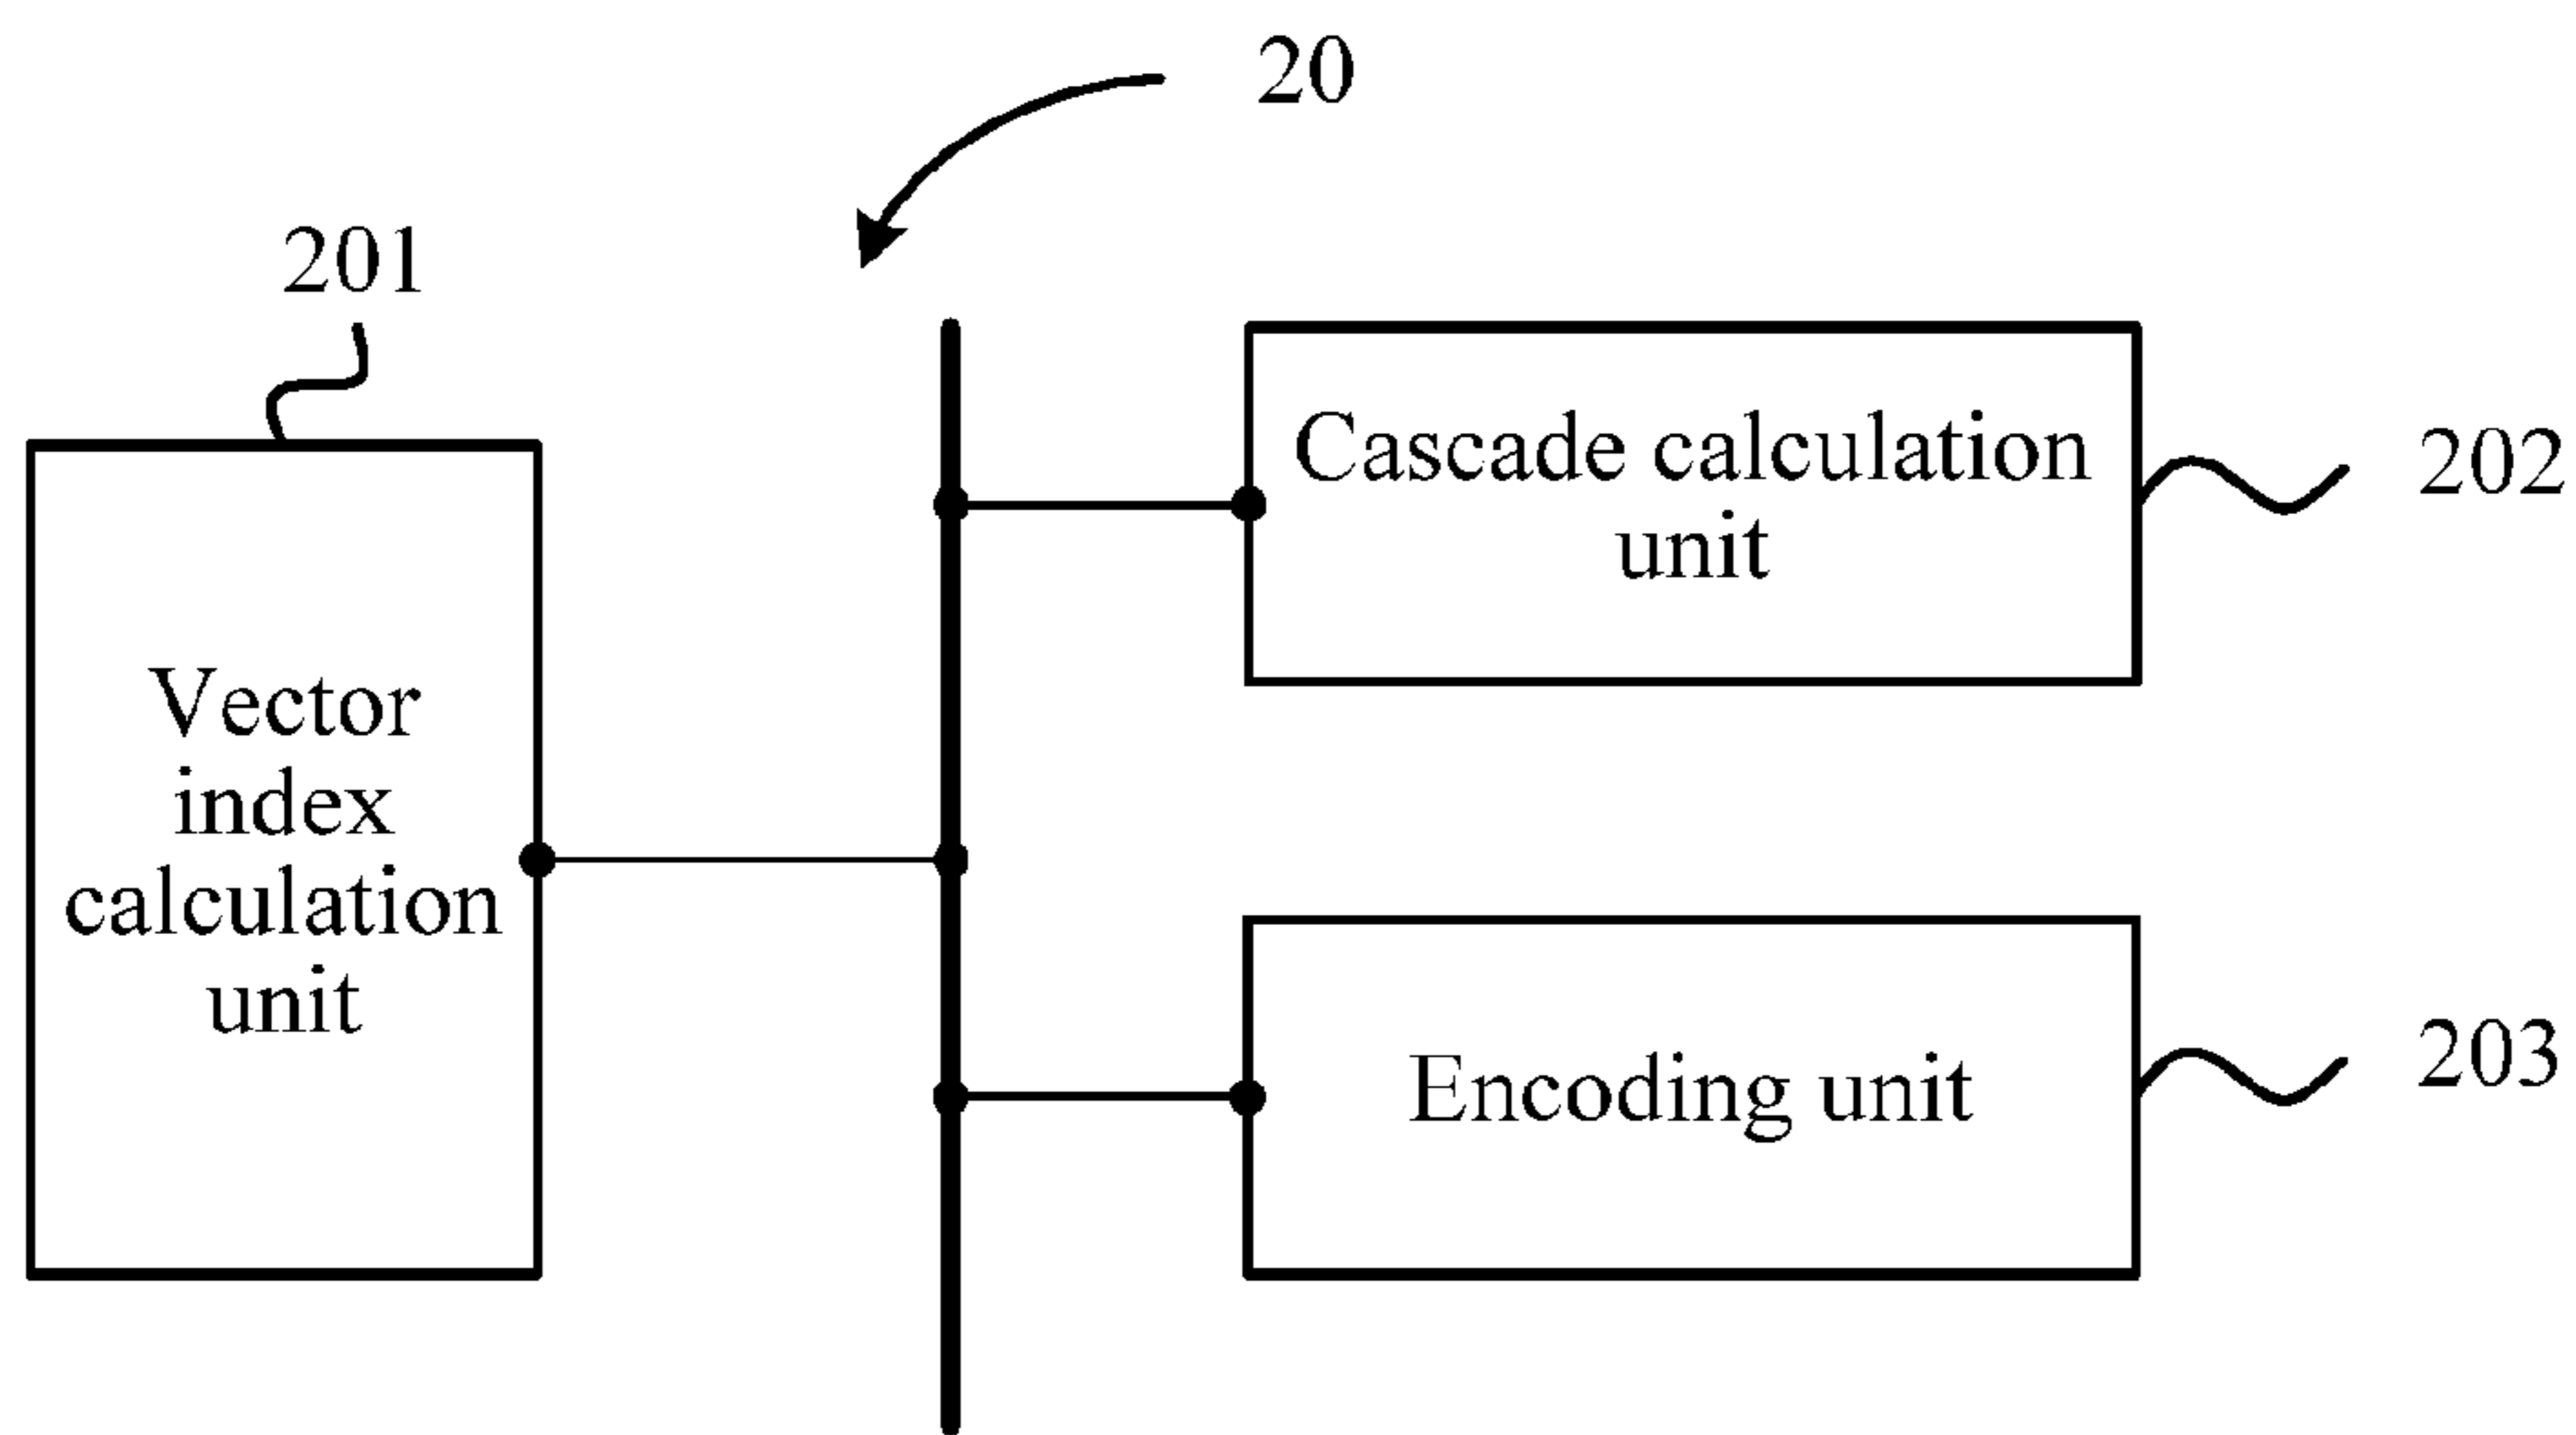 20
201
Vector
index
calculation
unit
Cascade calculation
unit
202
Encoding unit
203